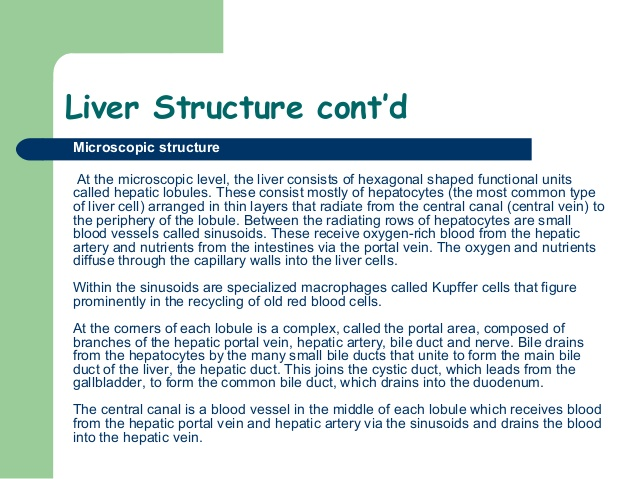 Liver Structure cont'd
Microscopic structure
At the microscopic level, the liver consists of hexagonal shaped functional units
called hepatic lobules. These consist mostly of hepatocytes (the most common type
of liver cell) arranged in thin layers that radiate from the central canal (central vein) to
the periphery of the lobule. Between the radiating rows of hepatocytes are small
blood vessels called sinusoids. These receive oxygen-rich blood from the hepatic
artery and nutrients from the intestines via the portal vein. The oxygen and nutrients
diffuse through the capillary walls into the liver cells.
Within the sinusoids are specialized macrophages called Kupffer cells that figure
prominently in the recycling of old red blood cells.
At the corners of each lobule is a complex, called the portal area, composed of
branches of the hepatic portal vein, hepatic artery, bile duct and nerve. Bile drains
from the hepatocytes by the many small bile ducts that unite to form the main bile
duct of the liver, the hepatic duct. This joins the cystic duct, which leads from the
gallbladder, to form the common bile duct, which drains into the duodenum.
The central canal is a blood vessel in the middle of each lobule which receives blood
from the hepatic portal vein and hepatic artery via the sinusoids and drains the blood
into the hepatic vein.